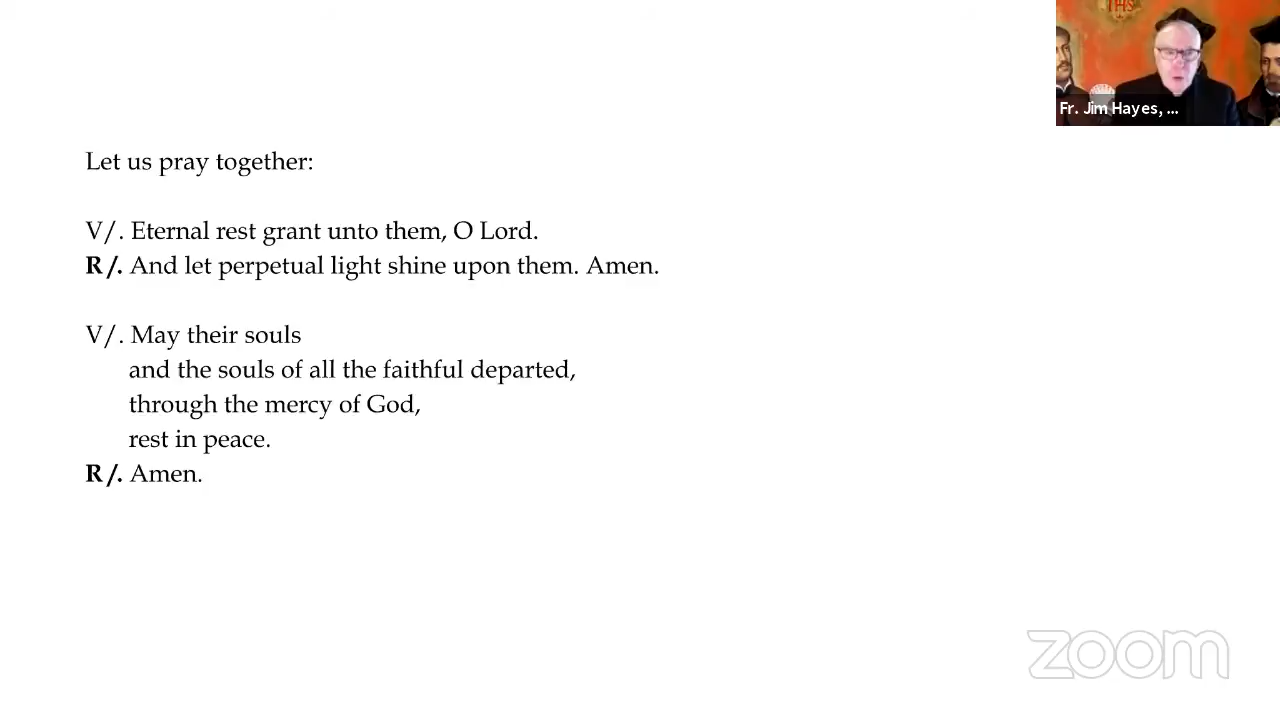 IHS
Fr. Jim Hayes, ...
Let us pray together:
V/. Eternal rest grant unto them, O Lord.
R/. And let perpetual light shine upon them. Amen.
V/. May their souls
and the souls of all the faithful departed,
through the mercy of God,
rest in peace.
R/. Amen.
zoom